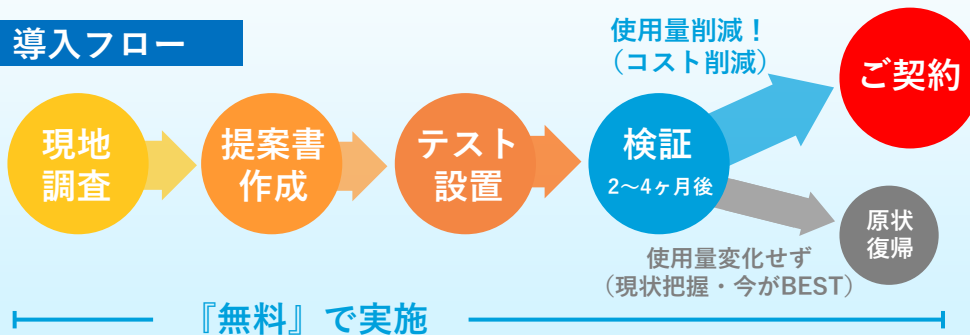 導入フロー
現地
調査
提案書
作成
テスト
設置
検証
2～4ヶ月後
使用量削減！
（コスト削減）
ご契約
原状
復帰
使用量変化せず
（現状把握・今がBEST）
『無料』で実施